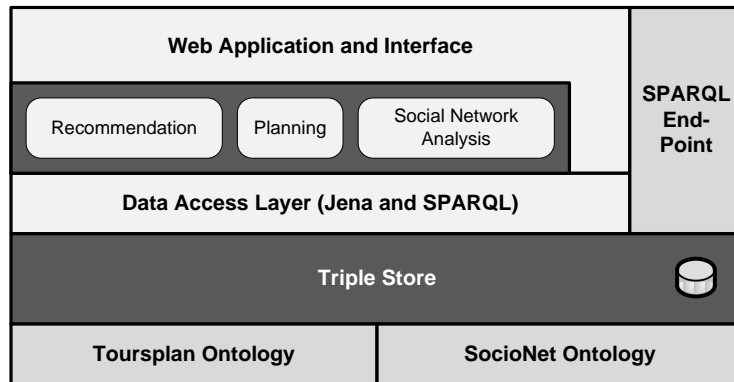 Web Application and Interface
SPARQL
End-
Point
Recommendation
Planning
Social Network
Analysis
Data Access Layer (Jena and SPARQL)
Triple Store
Toursplan Ontology
SocioNet Ontology